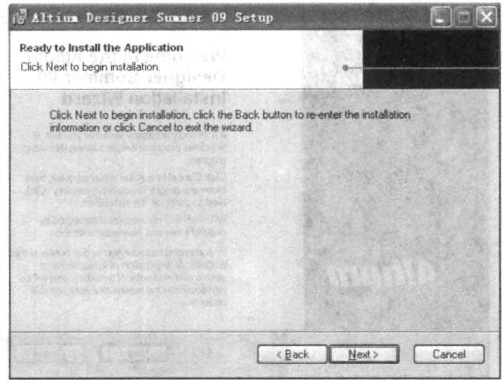 Altium Designer Summer 09 Setup
Ready to Install the Application
Click Next to begin installation.
Click Next to begin installation, click the Back button to re-enter the installation
information or click Cancel to exit the wizard.
< Back Next > Cancel